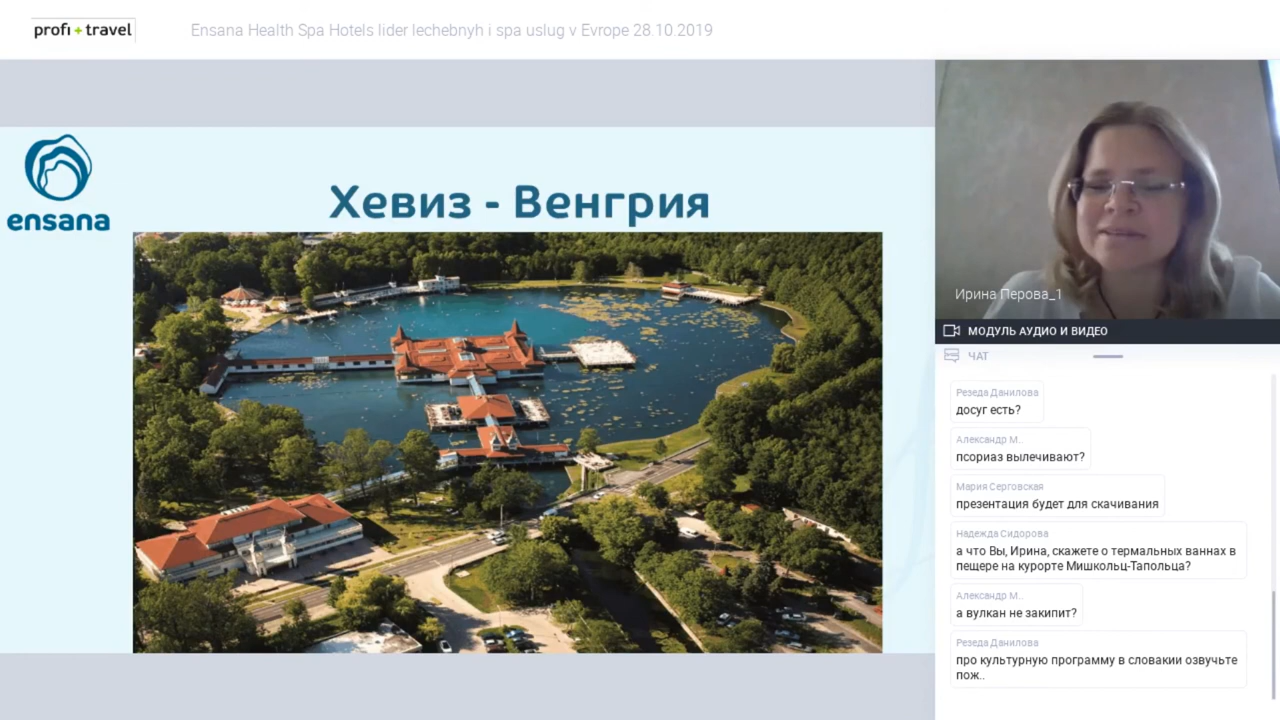 profi + travel
Ensana Health Spa Hotels lider lechebnyh i spa uslug v Evrope 28.10.2019
ensana
Хевиз - Венгрия
Ирина Перова_1
МОДУЛЬ АУДИО И ВИДЕО
ЧАТ
Резеда Данилова
досуг есть?
Александр М..
псориаз вылечивают?
Мария Серговская
презентация будет для скачивания
Надежда Сидорова
а что Вы, Ирина, скажете о термальных ваннах в
пещере на курорте Мишкольц-Тапольца?
Александр М..
а вулкан не закипит?
Резеда Данилова
про культурную программу в словакии озвучьте
пож..